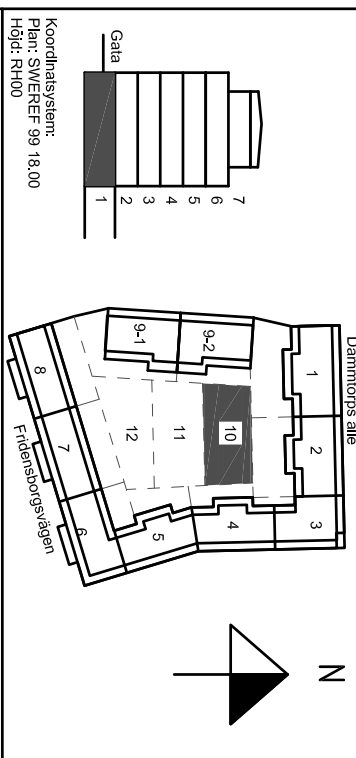 Gata
1
2
3
4
5
6
7
Koordinatsystem:
Plan: SWEREF 99 18.00
Höjd: RH00
Dammtorps alle
1
2
3
4
5
6
7
8
9-1
9-2
10
11
12
Fridensborgsvägen
N